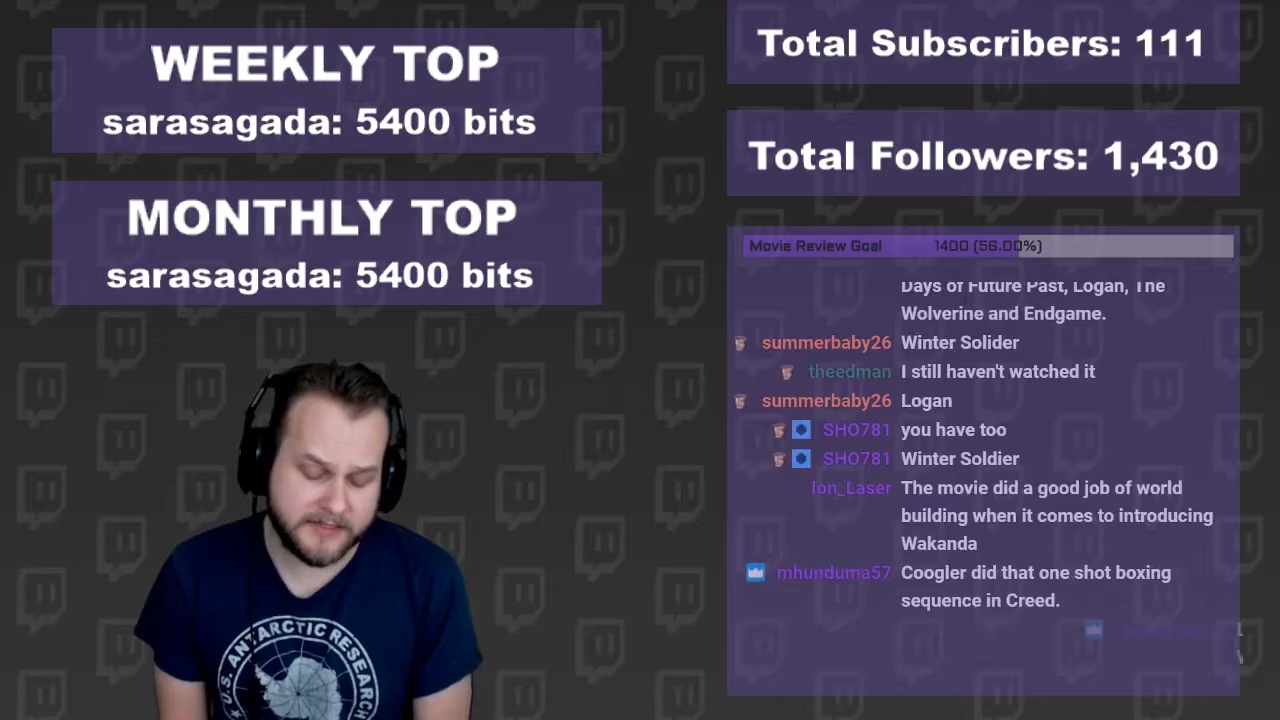 WEEKLY TOP
sarasagada: 5400 bits
MONTHLY TOP
sarasagada: 5400 bits
U.S. ANTARCTIC RESEARCH
Total Subscribers: 111
Total Followers: 1,430
Movie Review Goal 1400 (56.00%)
Days of Future Past, Logan, The
Wolverine and Endgame.
summerbaby26 Winter Solider
theedman I still haven't watched it
summerbaby26 Logan
SHO781 you have too
SHO781 Winter Soldier
Ion_Laser The movie did a good job of world
building when it comes to introducing
Wakanda
mhunduma57 Coogler did that one shot boxing
sequence in Creed.